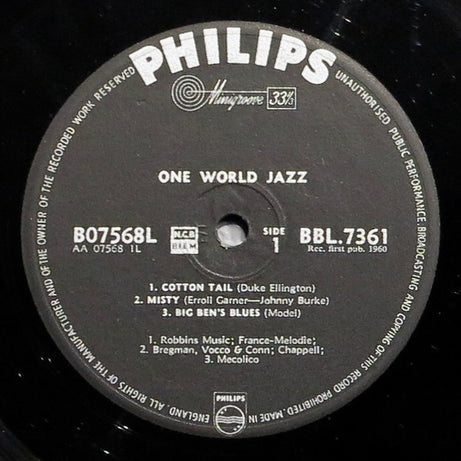 PHILIPS
Minigroove 33⅓
ONE WORLD JAZZ
B07568L
AA 07568 1L
N.C.B.
B.I.E.M.
SIDE
1
BBL.7361
Rec. first pub. 1960
1. COTTON TAIL (Duke Ellington)
2. MISTY (Erroll Garner—Johnny Burke)
3. BIG BEN'S BLUES (Model)
1. Robbins Music; France-Melodie;
2. Bregman, Vocco & Conn; Chappell;
3. Mecolico
PHILIPS
ALL RIGHTS OF THE MANUFACTURER AND OF THE OWNER OF THE RECORDED WORK RESERVED
UNAUTHORISED PUBLIC PERFORMANCE, BROADCASTING AND COPYING OF THIS RECORD PROHIBITED. MADE IN ENGLAND.